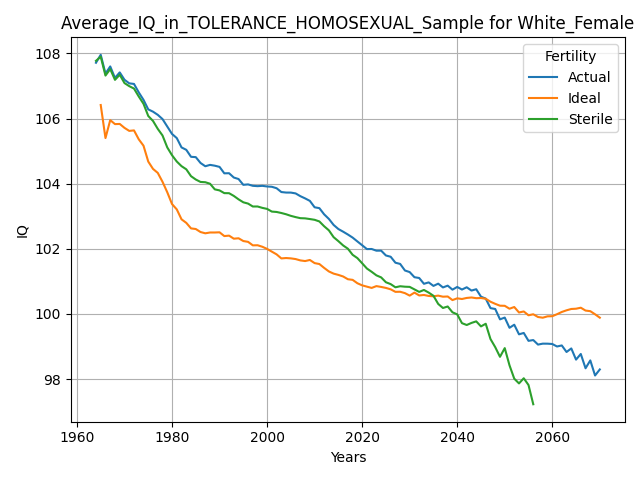 Average_IQ_in_TOLERANCE_HOMOSEXUAL_Sample for White_Female
Fertility
Actual
Ideal
Sterile
108
106
104
102
100
98
IQ
1960
1980
2000
2020
2040
2060
Years